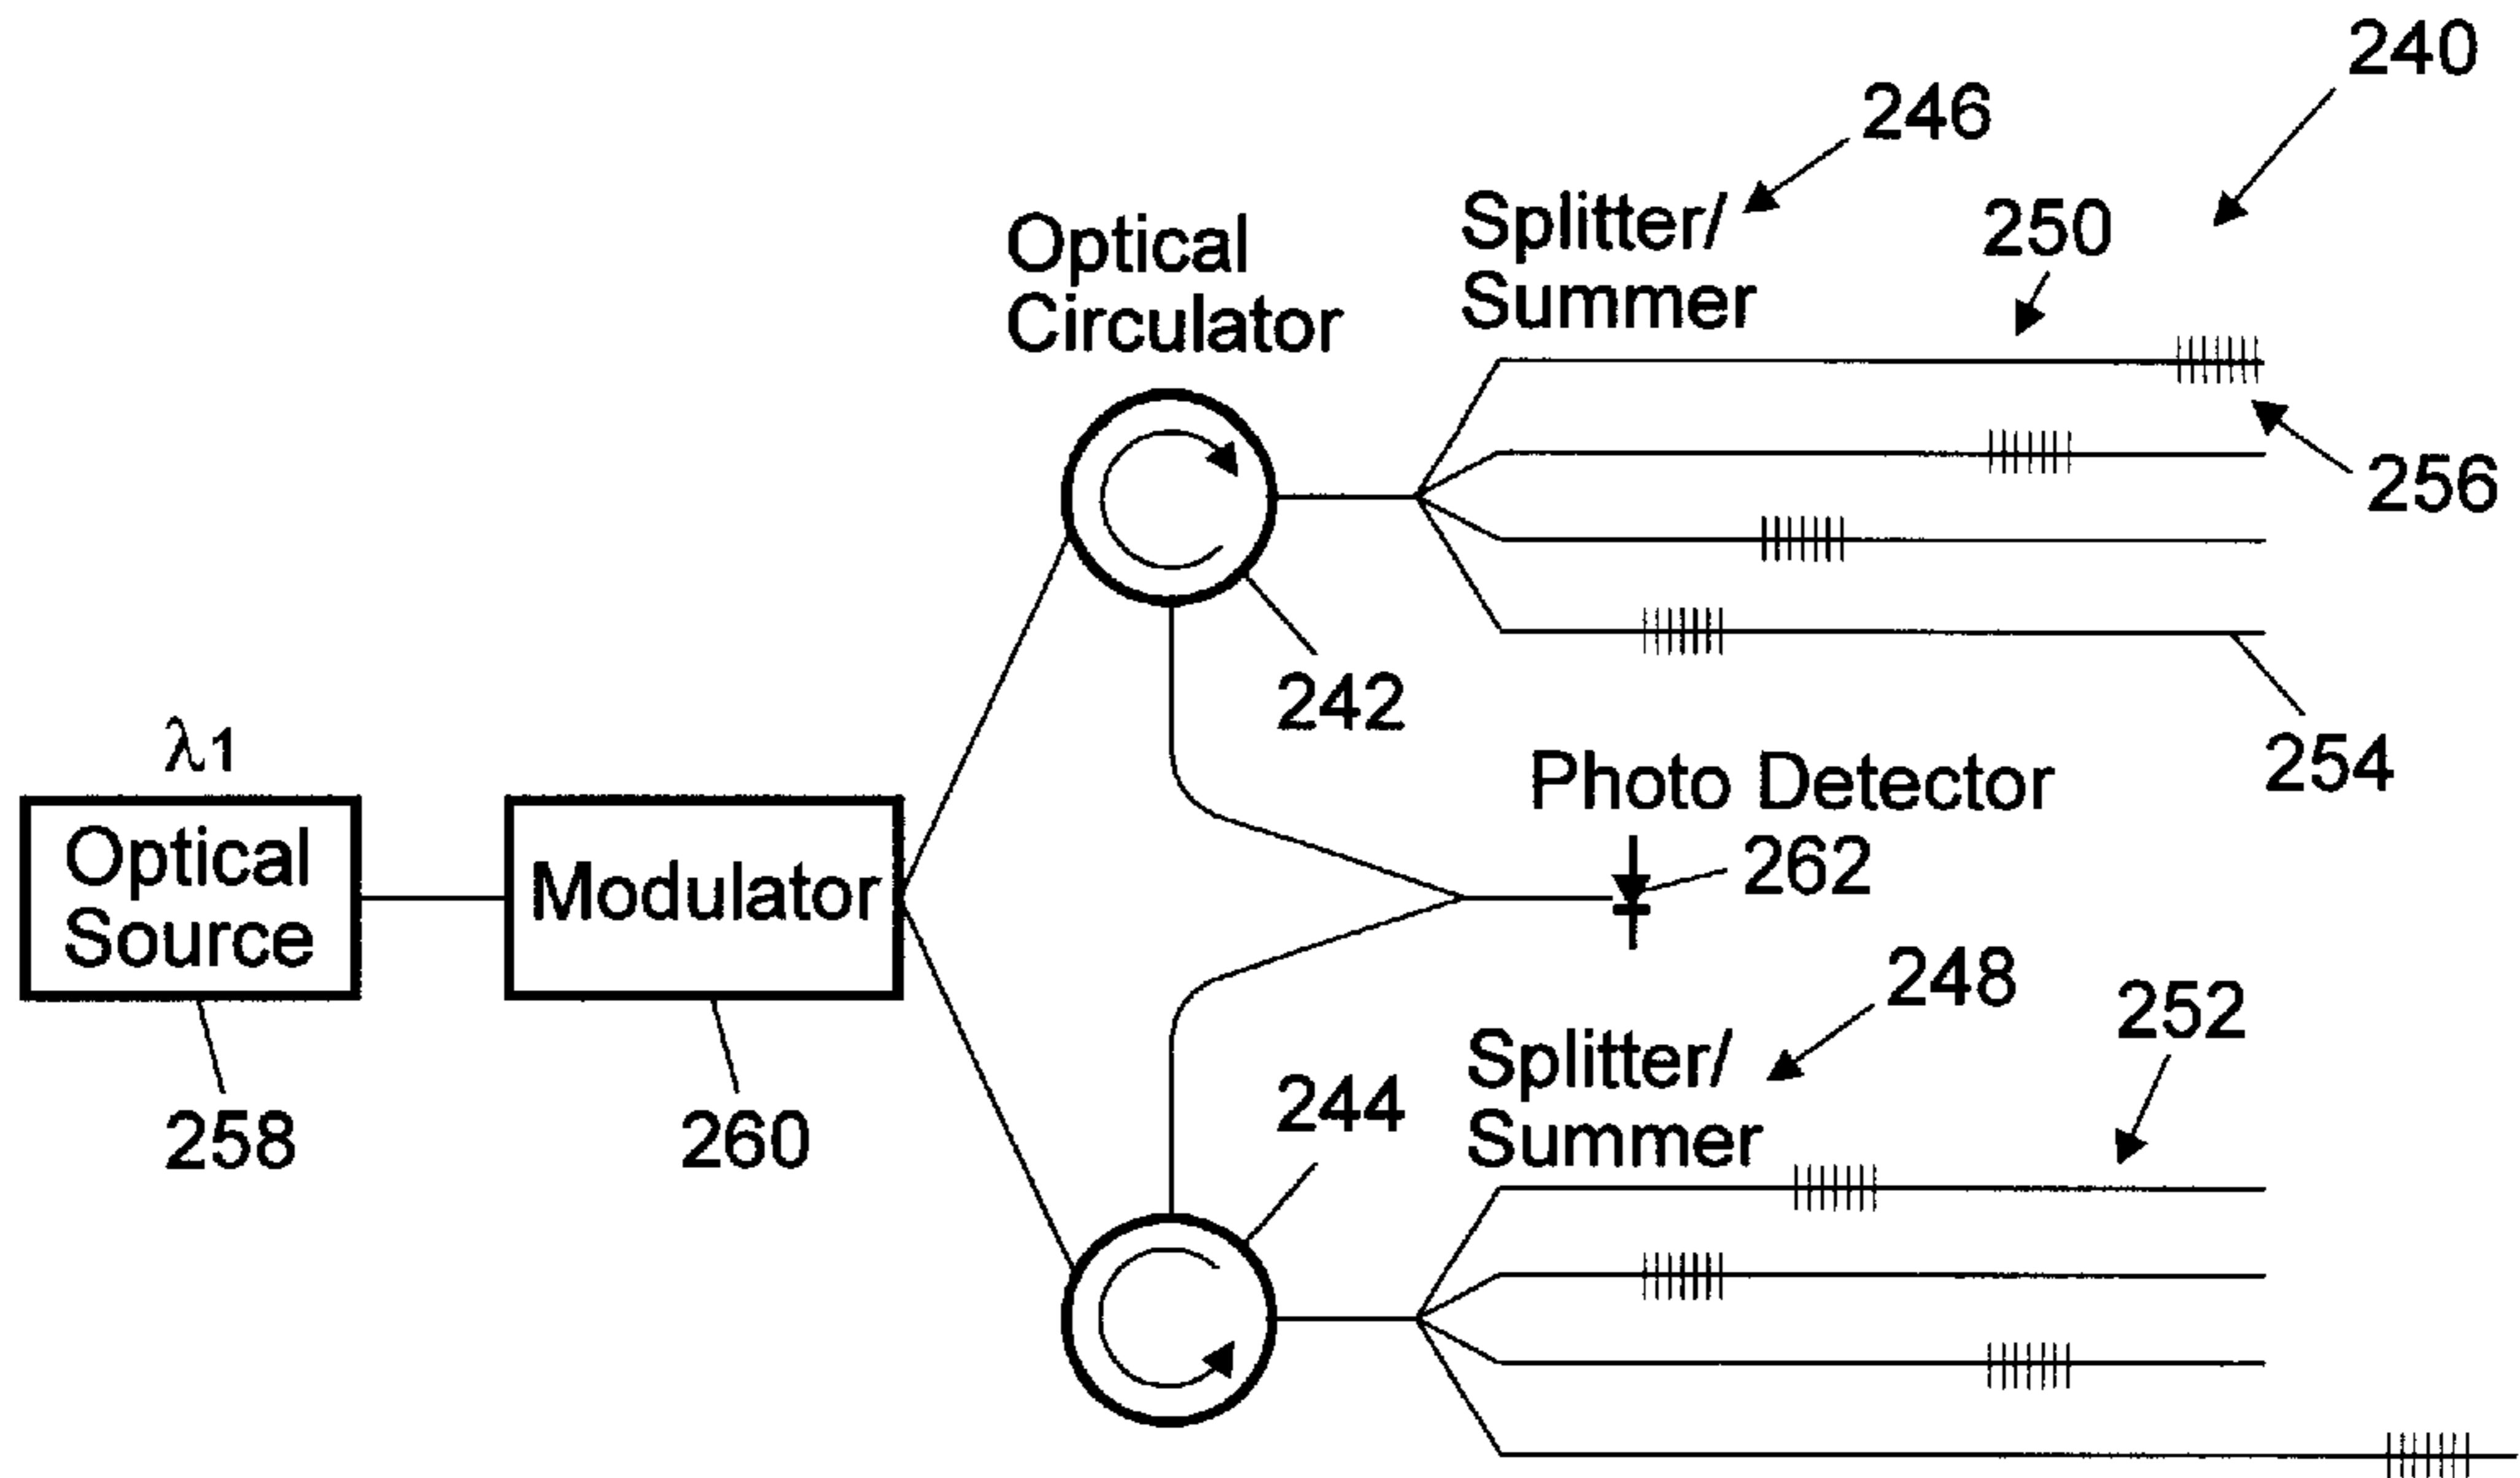 240
246
Splitter/
Summer
250
Optical
Circulator
256
242
254
λ1
Optical
Source
Modulator
Photo Detector
262
258
260
248
252
Splitter/
Summer
244